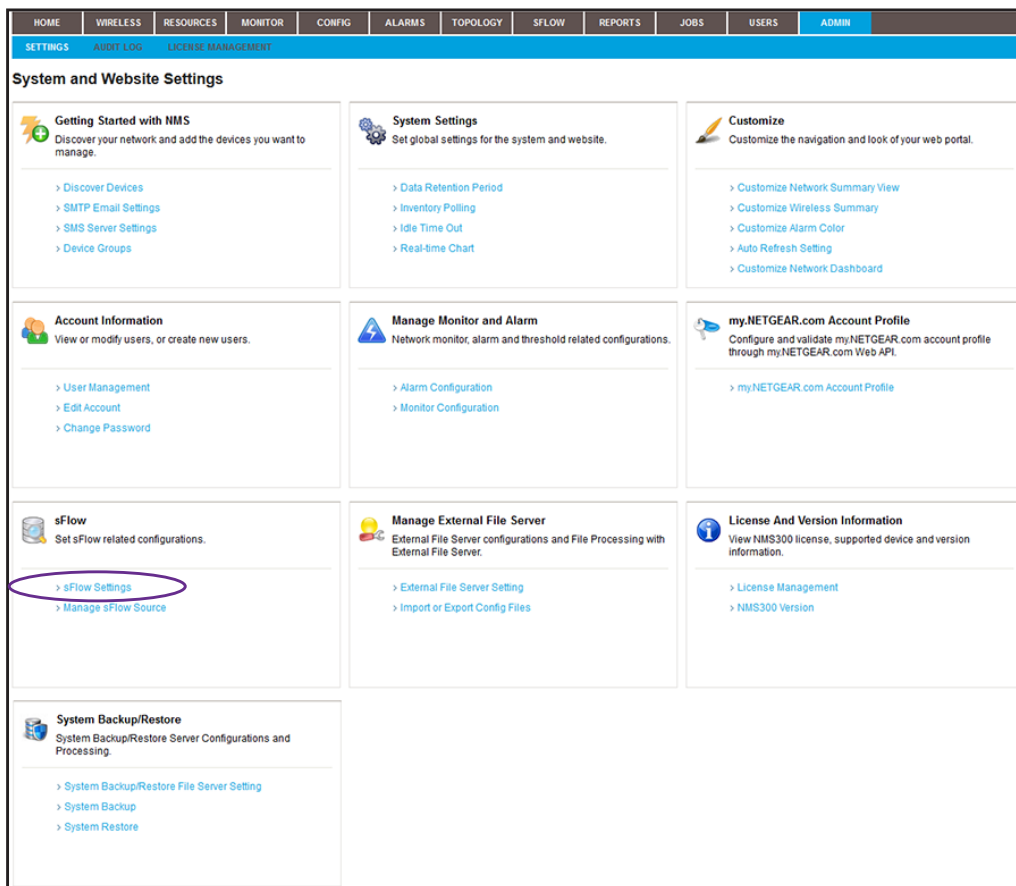 HOME WIRELESS RESOURCES MONITOR CONFIG ALARMS TOPOLOGY SFLOW REPORTS JOBS USERS ADMIN
SETTINGS AUDIT LOG LICENSE MANAGEMENT
System and Website Settings
Getting Started with NMS
Discover your network and add the devices you want to
manage.
> Discover Devices
> SMTP Email Settings
> SMS Server Settings
> Device Groups
System Settings
Set global settings for the system and website.
> Data Retention Period
> Inventory Polling
> Idle Time Out
> Real-time Chart
Customize
Customize the navigation and look of your web portal.
> Customize Network Summary View
> Customize Wireless Summary
> Customize Alarm Color
> Auto Refresh Setting
> Customize Network Dashboard
Account Information
View or modify users, or create new users.
> User Management
> Edit Account
> Change Password
Manage Monitor and Alarm
Network monitor, alarm and threshold related configurations.
> Alarm Configuration
> Monitor Configuration
my.NETGEAR.com Account Profile
Configure and validate my.NETGEAR.com account profile
through my.NETGEAR.com Web API.
> my.NETGEAR.com Account Profile
sFlow
Set sFlow related configurations.
> sFlow Settings
> Manage sFlow Source
Manage External File Server
External File Server configurations and File Processing with
External File Server.
> External File Server Setting
> Import or Export Config Files
License And Version Information
View NMS300 license, supported device and version
information.
> License Management
> NMS300 Version
System Backup/Restore
System Backup/Restore Server Configurations and
Processing.
> System Backup/Restore File Server Setting
> System Backup
> System Restore